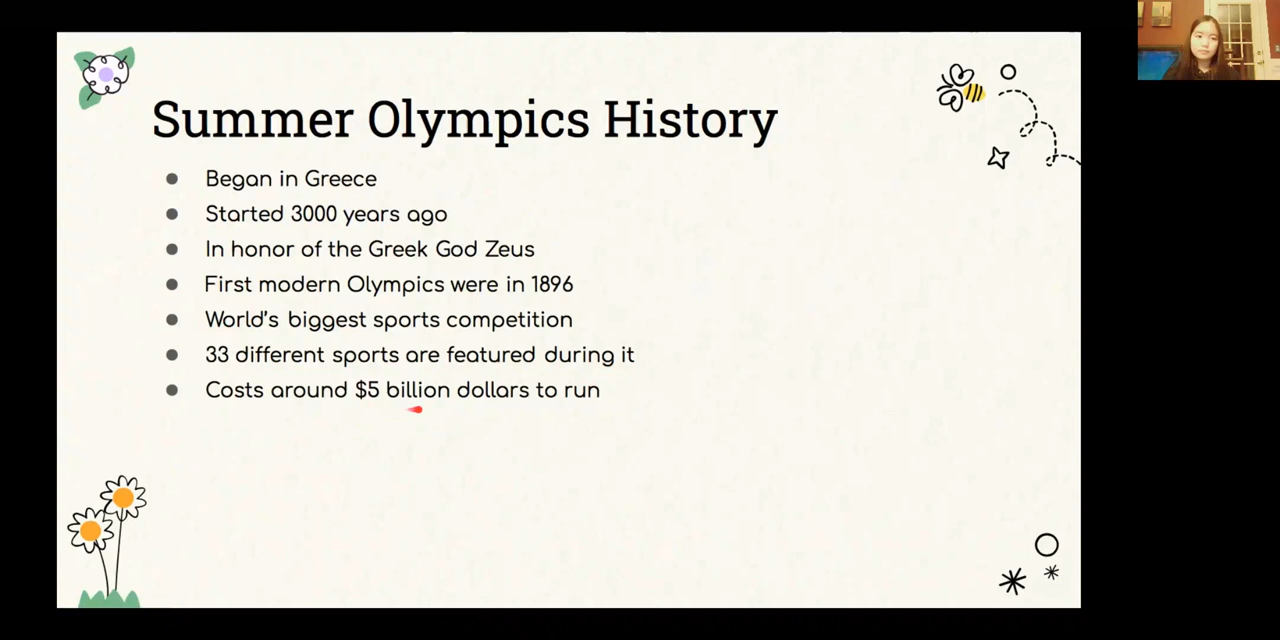 Summer Olympics History
Began in Greece
Started 3000 years ago
In honor of the Greek God Zeus
First modern Olympics were in 1896
World's biggest sports competition
33 different sports are featured during it
Costs around $5 billion dollars to run